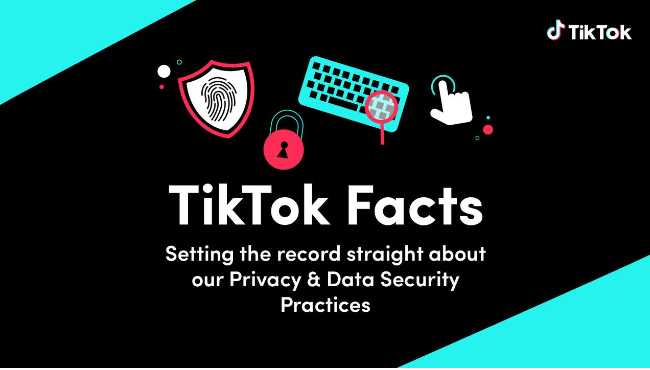 TikTok
TikTok Facts
Setting the record straight about
our Privacy & Data Security
Practices